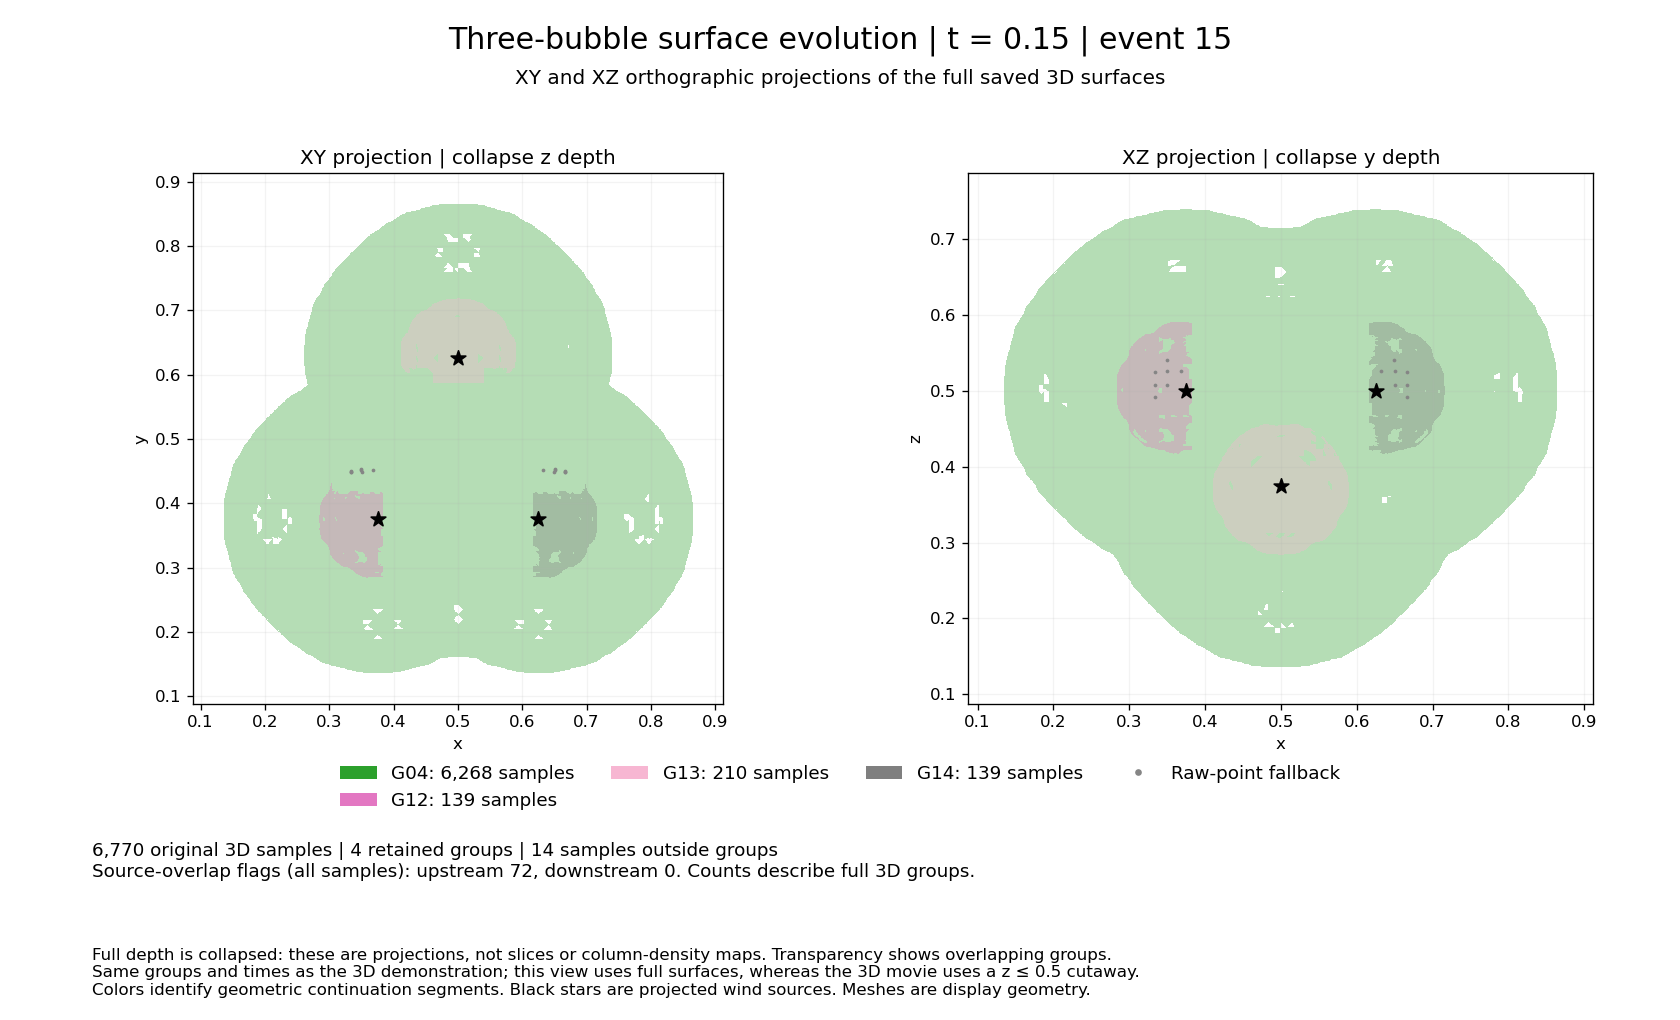 Three-bubble surface evolution | t = 0.15 | event 15
XY and XZ orthographic projections of the full saved 3D surfaces
XY projection | collapse z depth
0.9
0.8
0.7
0.6
0.5
0.4
0.3
0.2
0.1
y
0.1 0.2 0.3 0.4 0.5 0.6 0.7 0.8 0.9
x
XZ projection | collapse y depth
0.7
0.6
0.5
0.4
0.3
0.2
0.1
z
0.1 0.2 0.3 0.4 0.5 0.6 0.7 0.8 0.9
x
G04: 6,268 samples
G12: 139 samples
G13: 210 samples
G14: 139 samples
Raw-point fallback
6,770 original 3D samples | 4 retained groups | 14 samples outside groups
Source-overlap flags (all samples): upstream 72, downstream 0. Counts describe full 3D groups.
Full depth is collapsed: these are projections, not slices or column-density maps. Transparency shows overlapping groups.
Same groups and times as the 3D demonstration; this view uses full surfaces, whereas the 3D movie uses a z ≤ 0.5 cutaway.
Colors identify geometric continuation segments. Black stars are projected wind sources. Meshes are display geometry.